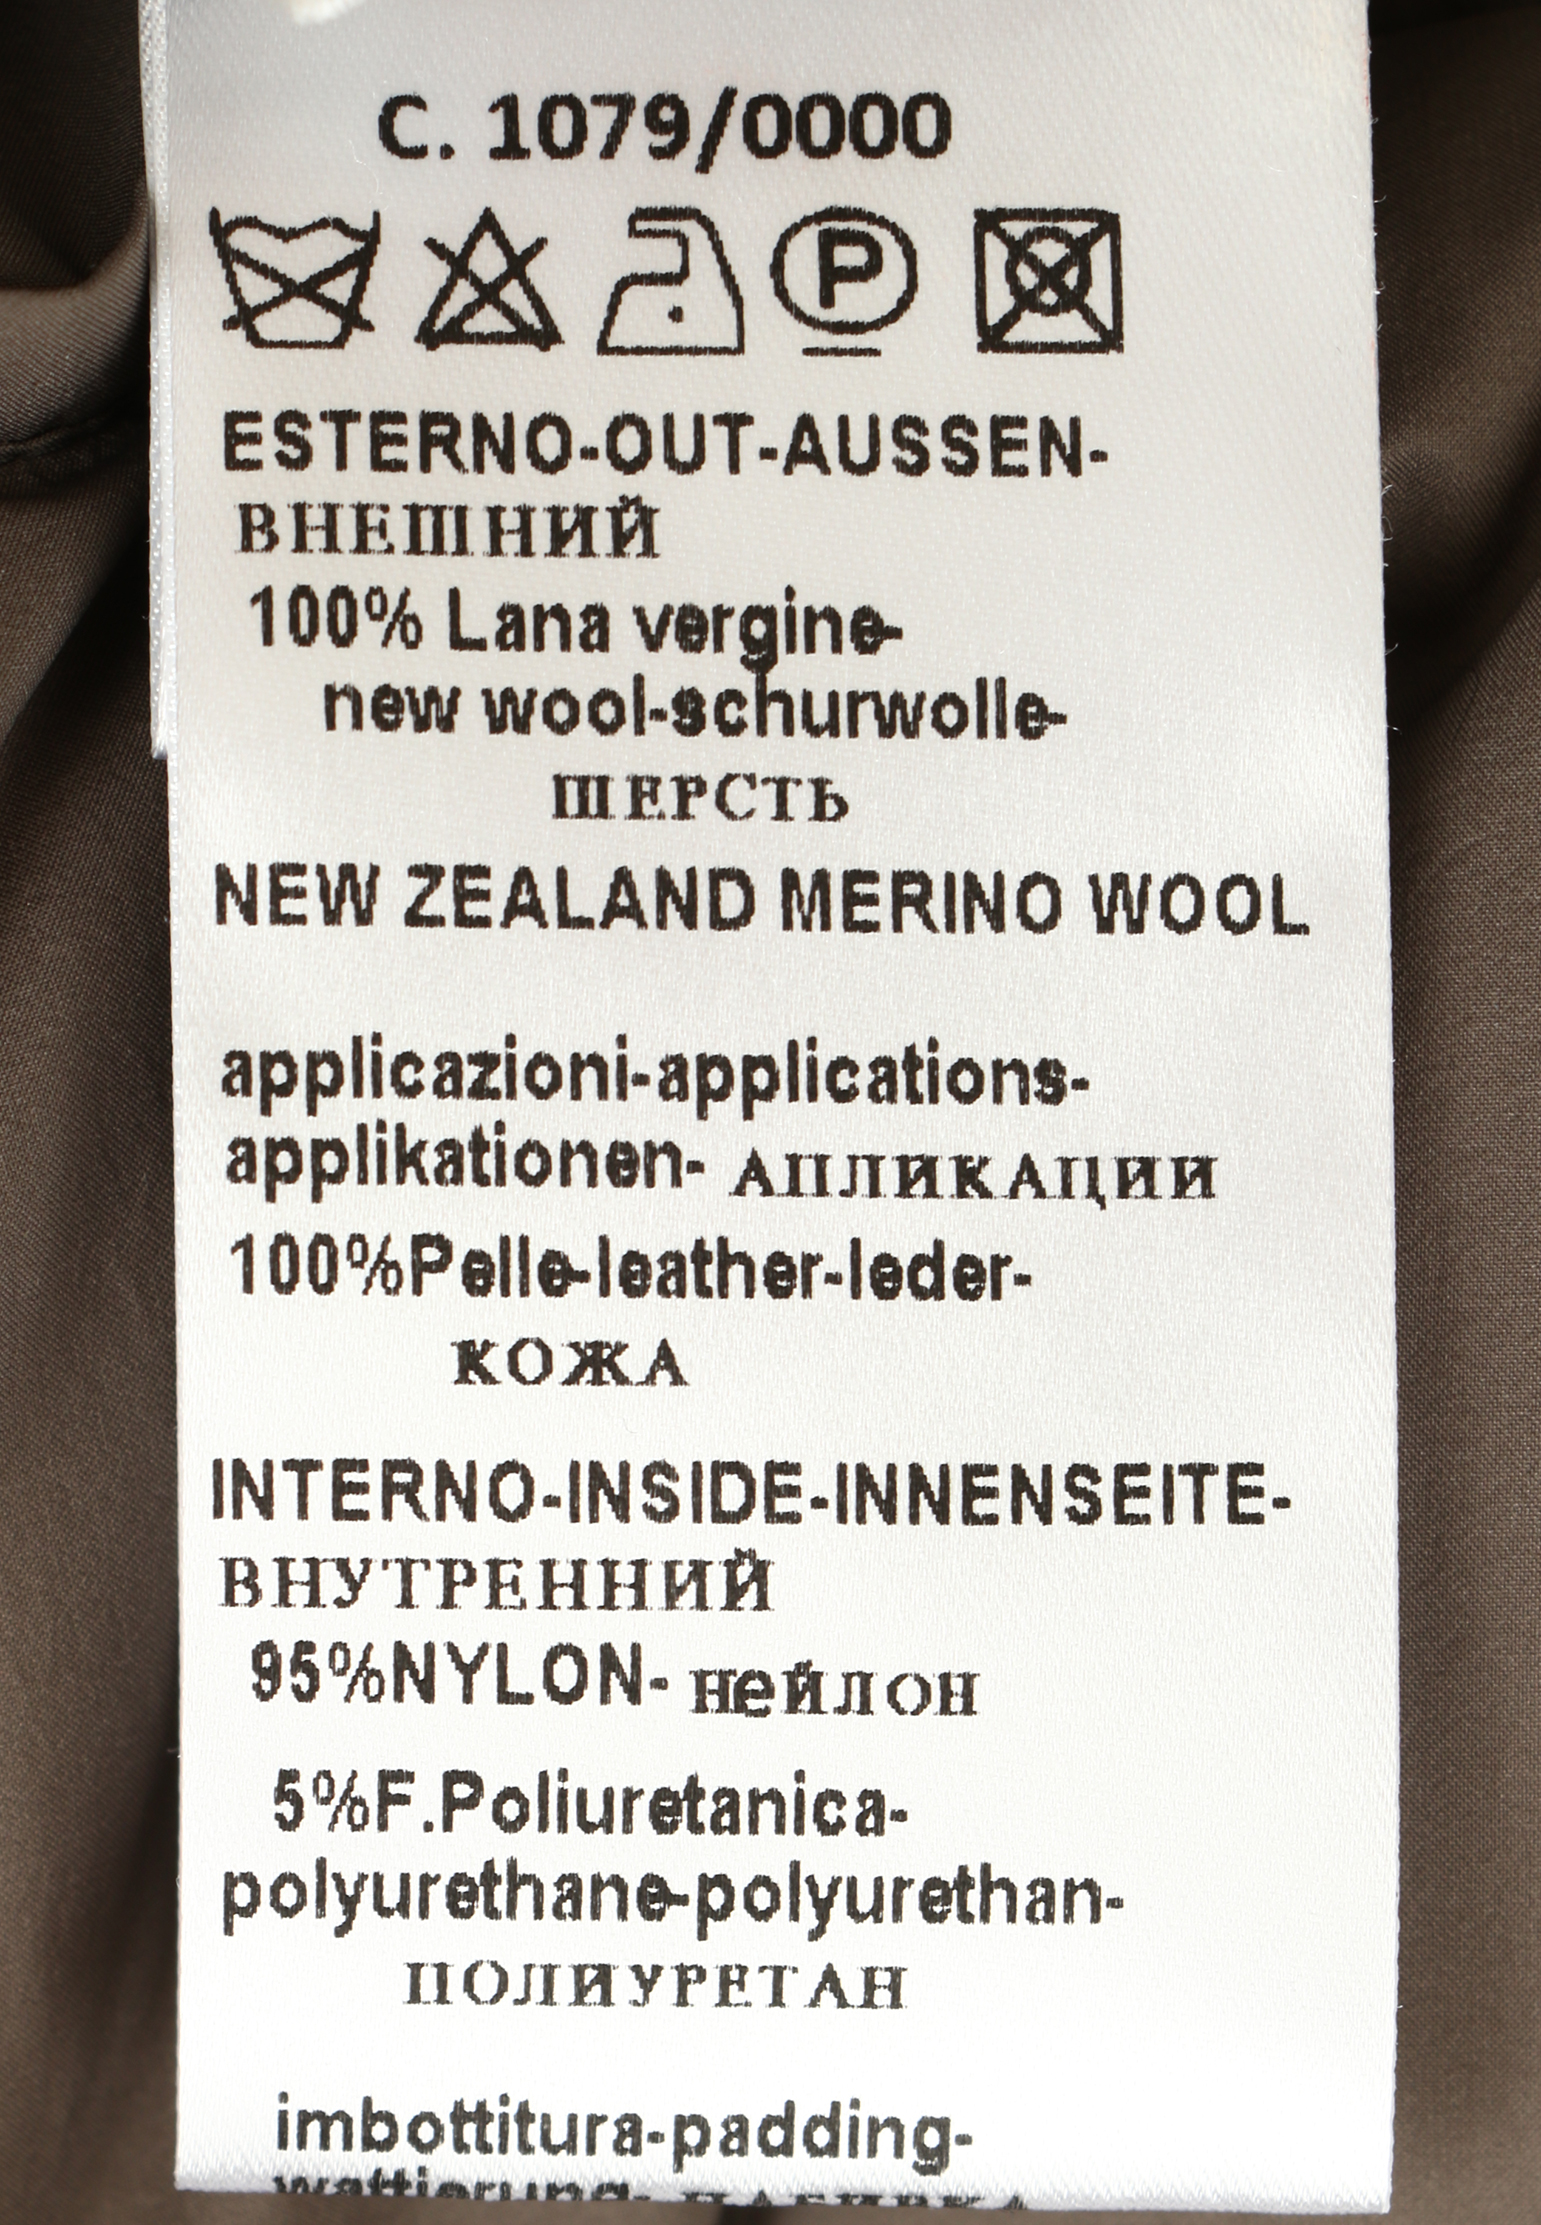 C. 1079/0000
P
ESTERNO-OUT-AUSSEN-
ВНЕШНИЙ
100% Lana vergine-
new wool-schurwolle-
ШЕРСТЬ
NEW ZEALAND MERINO WOOL
applicazioni-applications-
applikationen- АПЛИКАЦИИ
100%Pelle-leather-leder-
КОЖА
INTERNO-INSIDE-INNENSEITE-
ВНУТРЕННИЙ
95%NYLON- нейлон
5%F.Poliuretanica-
polyurethane-polyurethan-
ПОЛИУРЕТАН
imbottitura-padding-
wattierung-